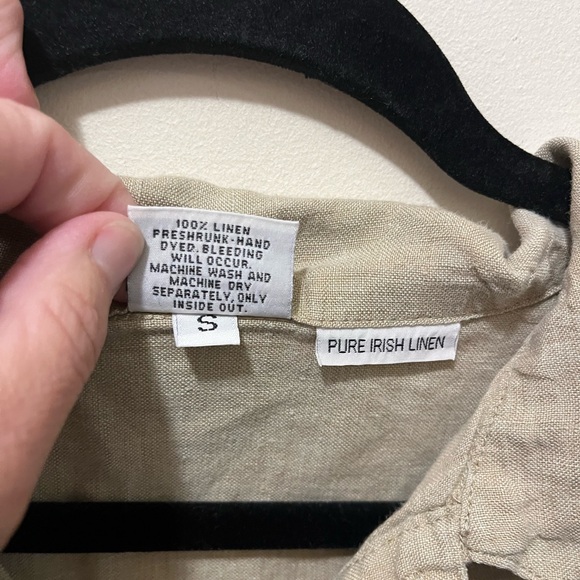 100% LINEN
PRESHRUNK-HAND
DYED. BLEEDING
WILL OCCUR.
MACHINE WASH AND
MACHINE DRY
SEPARATELY, ONLY
INSIDE OUT.
S
PURE IRISH LINEN